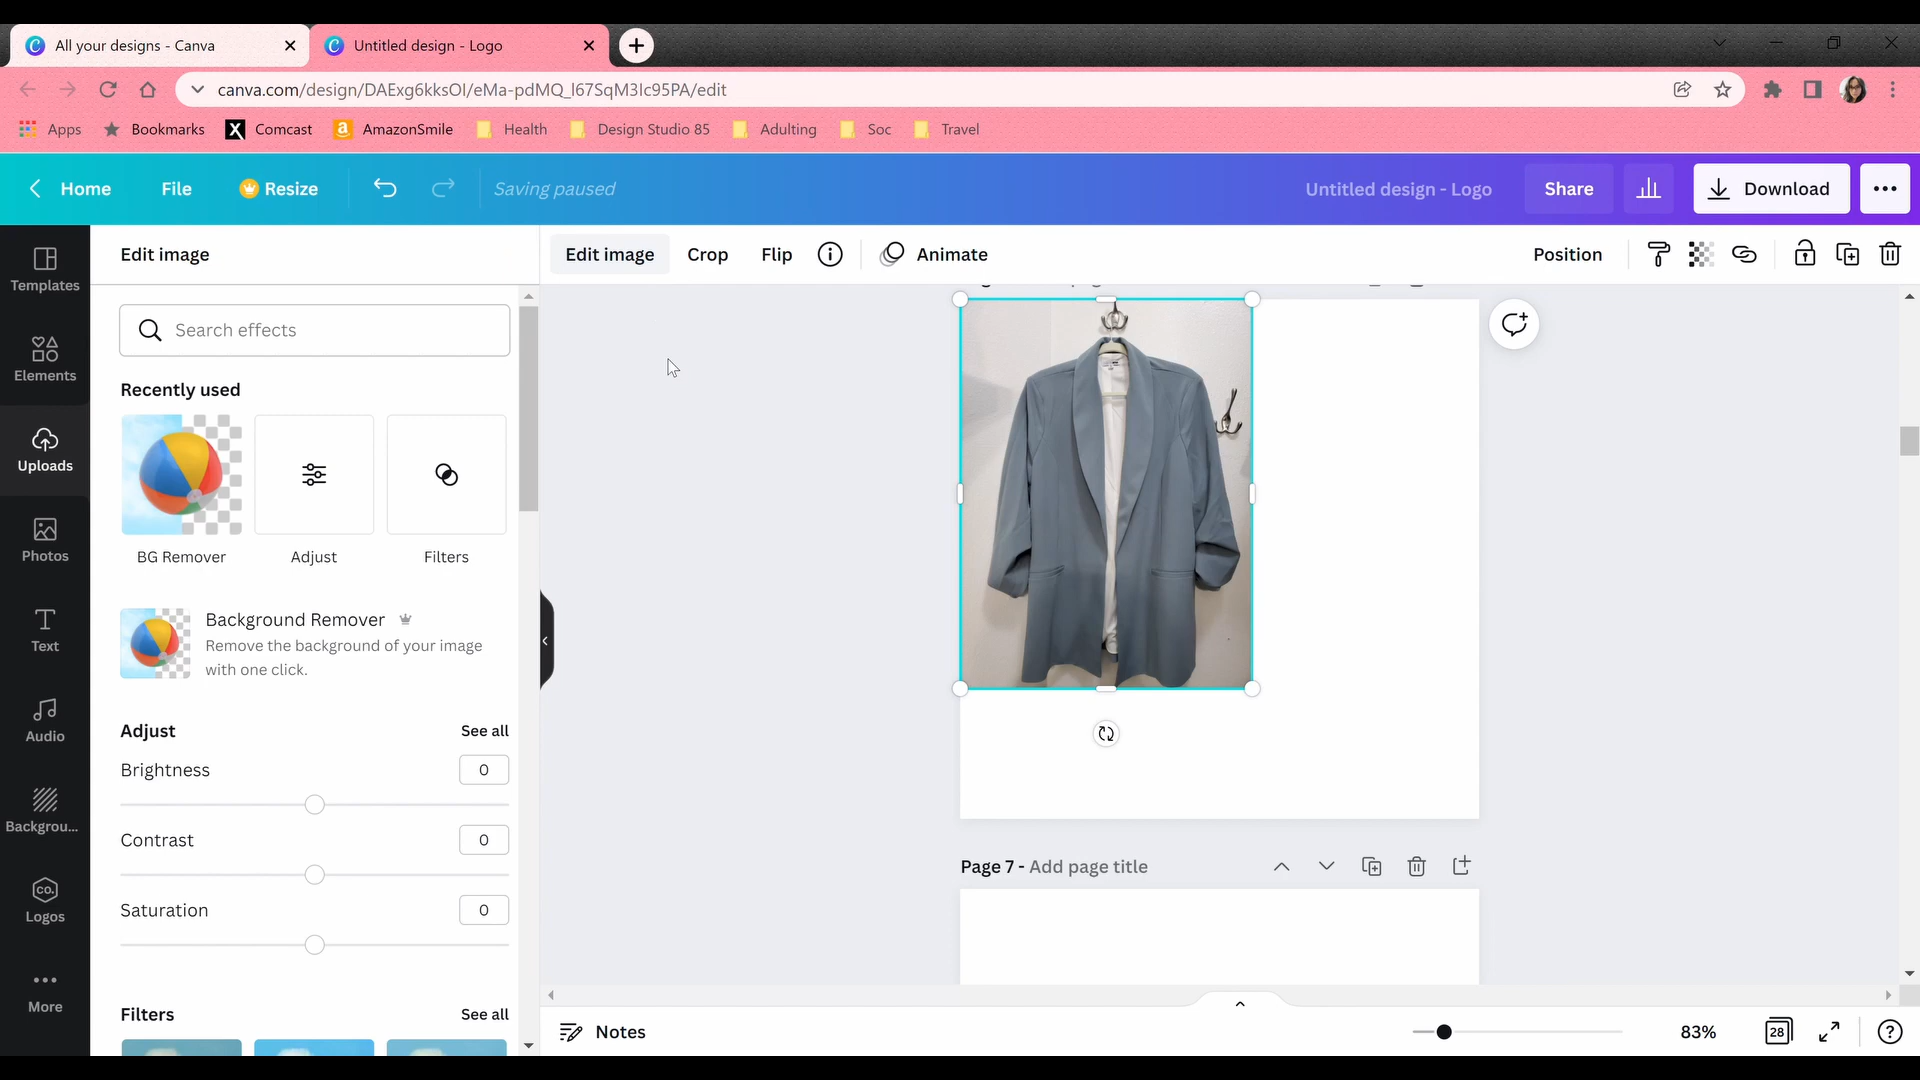 All your designs - Canva
Untitled design - Logo
canva.com/design/DAExg6kksOI/eMa-pdMQ_l67SqM3Ic95PA/edit
Apps
Bookmarks
Comcast
AmazonSmile
Health
Design Studio 85
Adulting
Soc
Travel
Home
File
Resize
Saving paused
Untitled design - Logo
Share
Download
Templates
Elements
Uploads
Photos
Text
Audio
Backgrou...
CO.
Logos
More
Edit image
Search effects
Recently used
BG Remover
Adjust
Filters
Background Remover
Remove the background of your image
with one click.
Adjust
See all
Brightness
0
Contrast
0
Saturation
0
Filters
See all
Edit image
Crop
Flip
Animate
Position
Page 7 - Add page title
Notes
83%
28